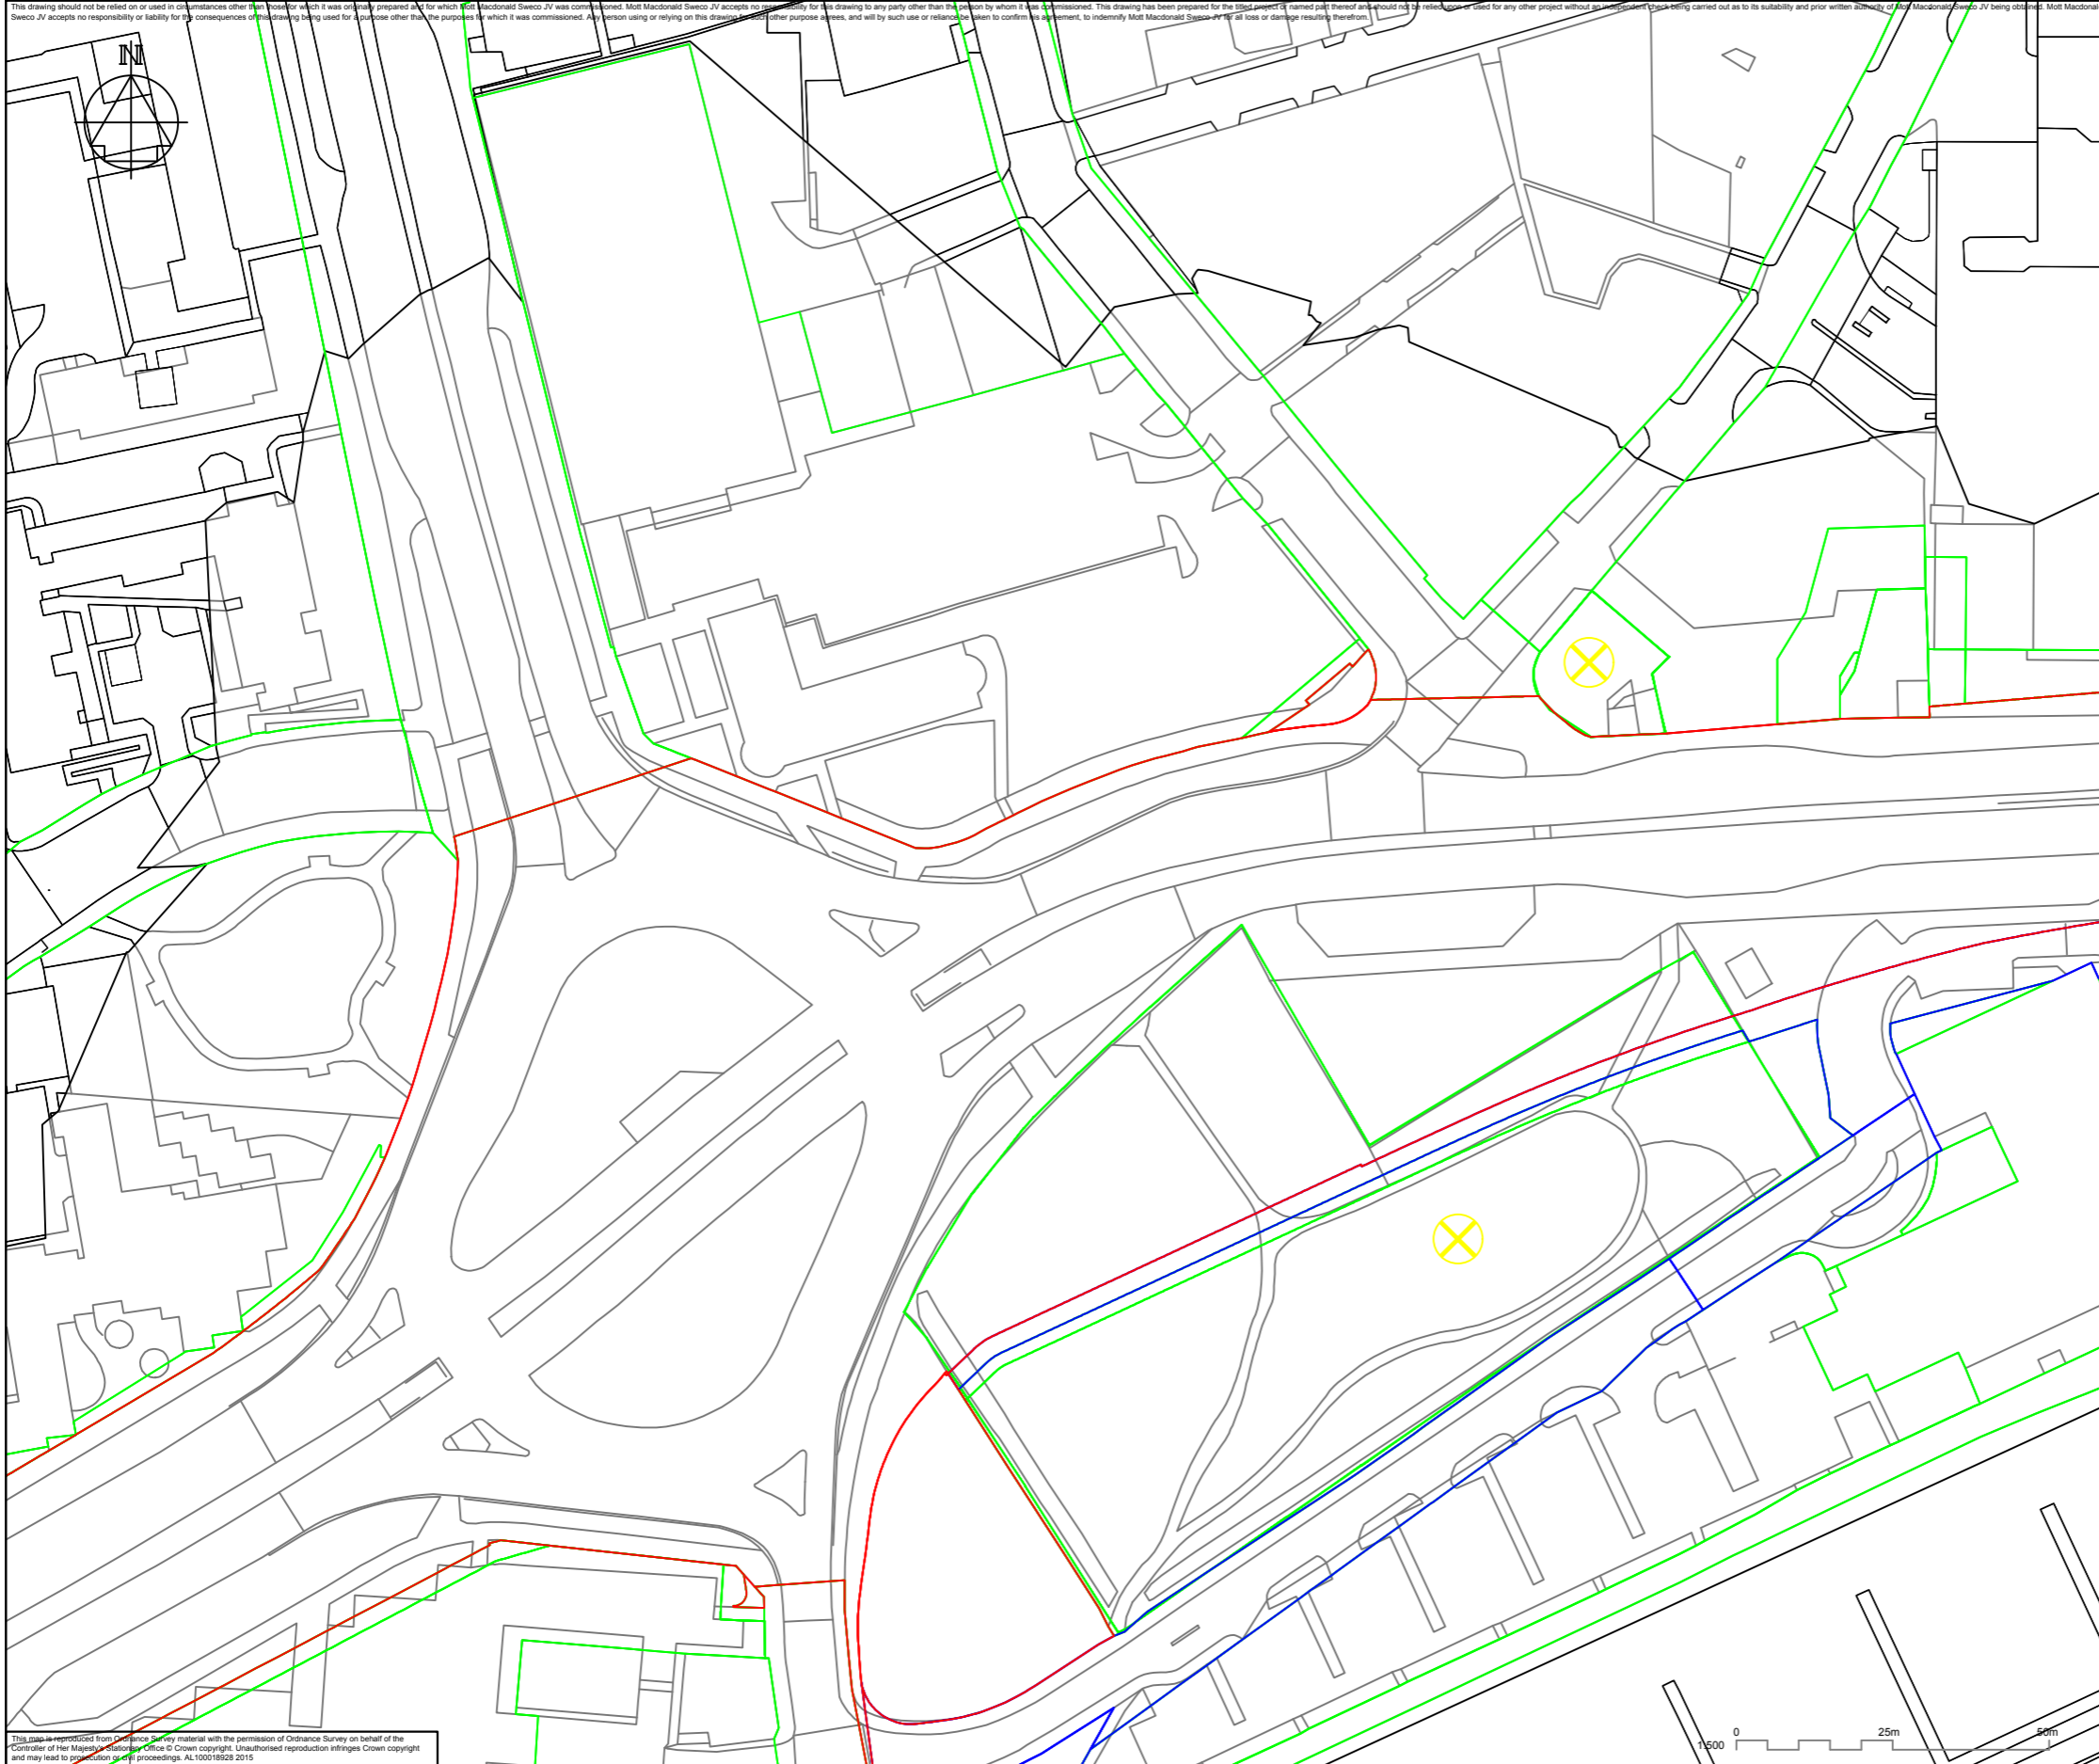 This drawing should not be relied on or used in circumstances other than those for which it was originally prepared and for which Mott Macdonald Sweco JV was commissioned. Mott Macdonald Sweco JV accepts no responsibility for this drawing to any party other than the person by whom it was commissioned. This drawing has been prepared for the titled project or named part thereof and should not be relied upon or used for any other project without an independent check being carried out as to its suitability and prior written authority of Mott Macdonald Sweco JV being obtained. Mott Macdonald
Sweco JV accepts no responsibility or liability for the consequences of this drawing being used for a purpose other than the purposes for which it was commissioned. Any person using or relying on this drawing for such other purpose agrees, and will by such use or reliance be taken to confirm his agreement, to indemnify Mott Macdonald Sweco JV for all loss or damage resulting therefrom.
N
0 25m 50m
1:500
This map is reproduced from Ordnance Survey material with the permission of Ordnance Survey on behalf of the
Controller of Her Majesty's Stationary Office © Crown copyright. Unauthorised reproduction infringes Crown copyright
and may lead to prosecution or civil proceedings. AL100018928 2015